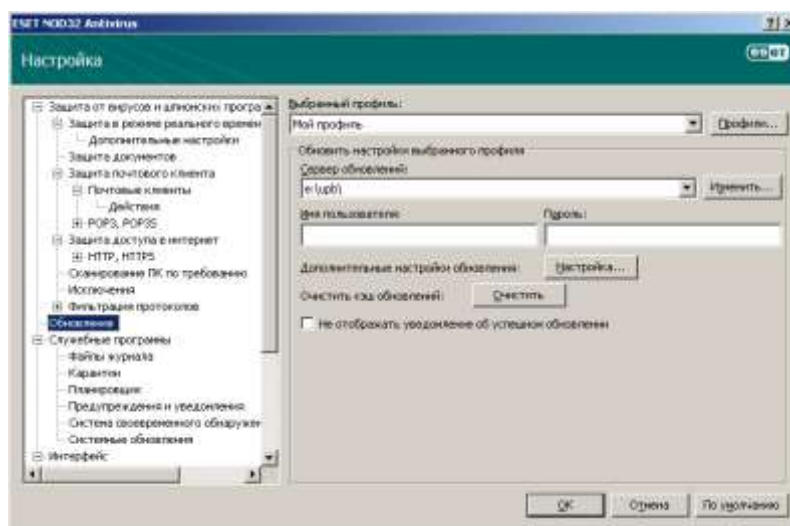 ESET NOD32 Antivirus
Настройка
eset
Защита от вирусов и шпионских програ
Защита в режиме реального времен
Дополнительные настройки
Защита документов
Защита почтового клиента
Почтовые клиенты
Действия
POP3, POP3S
Защита доступа в интернет
HTTP, HTTPS
Сканирование ПК по требованию
Исключения
Фильтрация протоколов
Обновления
Служебные программы
Файлы журнала
Карантин
Планировщик
Предупреждения и уведомления
Система своевременного обнаружен
Системные обновления
Интерфейс
Выбранный профиль:
Мой профиль
Профили...
Обновить настройки выбранного профиля
Сервер обновлений:
e:\upb\
Изменить...
Имя пользователя:
Пароль:
Дополнительные настройки обновления:
Настройка...
Очистить кэш обновлений:
Очистить
Не отображать уведомление об успешном обновлении
OK
Отмена
По умолчанию